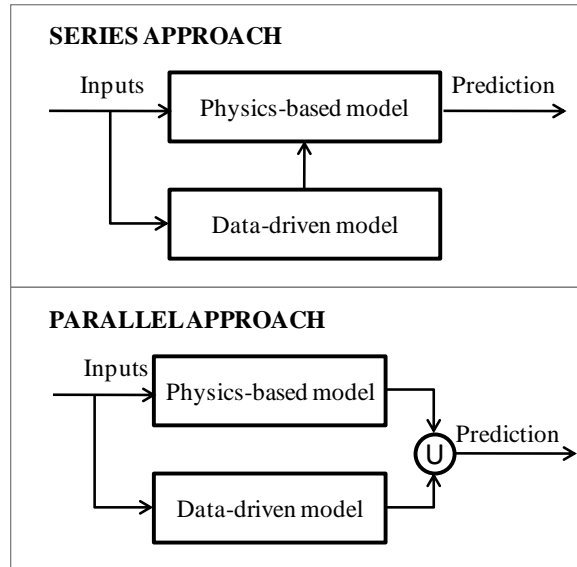 SERIES APPROACH
Inputs
Prediction
Physics-based model
Data-driven model
PARALLEL APPROACH
Inputs
Physics-based model
U
Prediction
Data-driven model